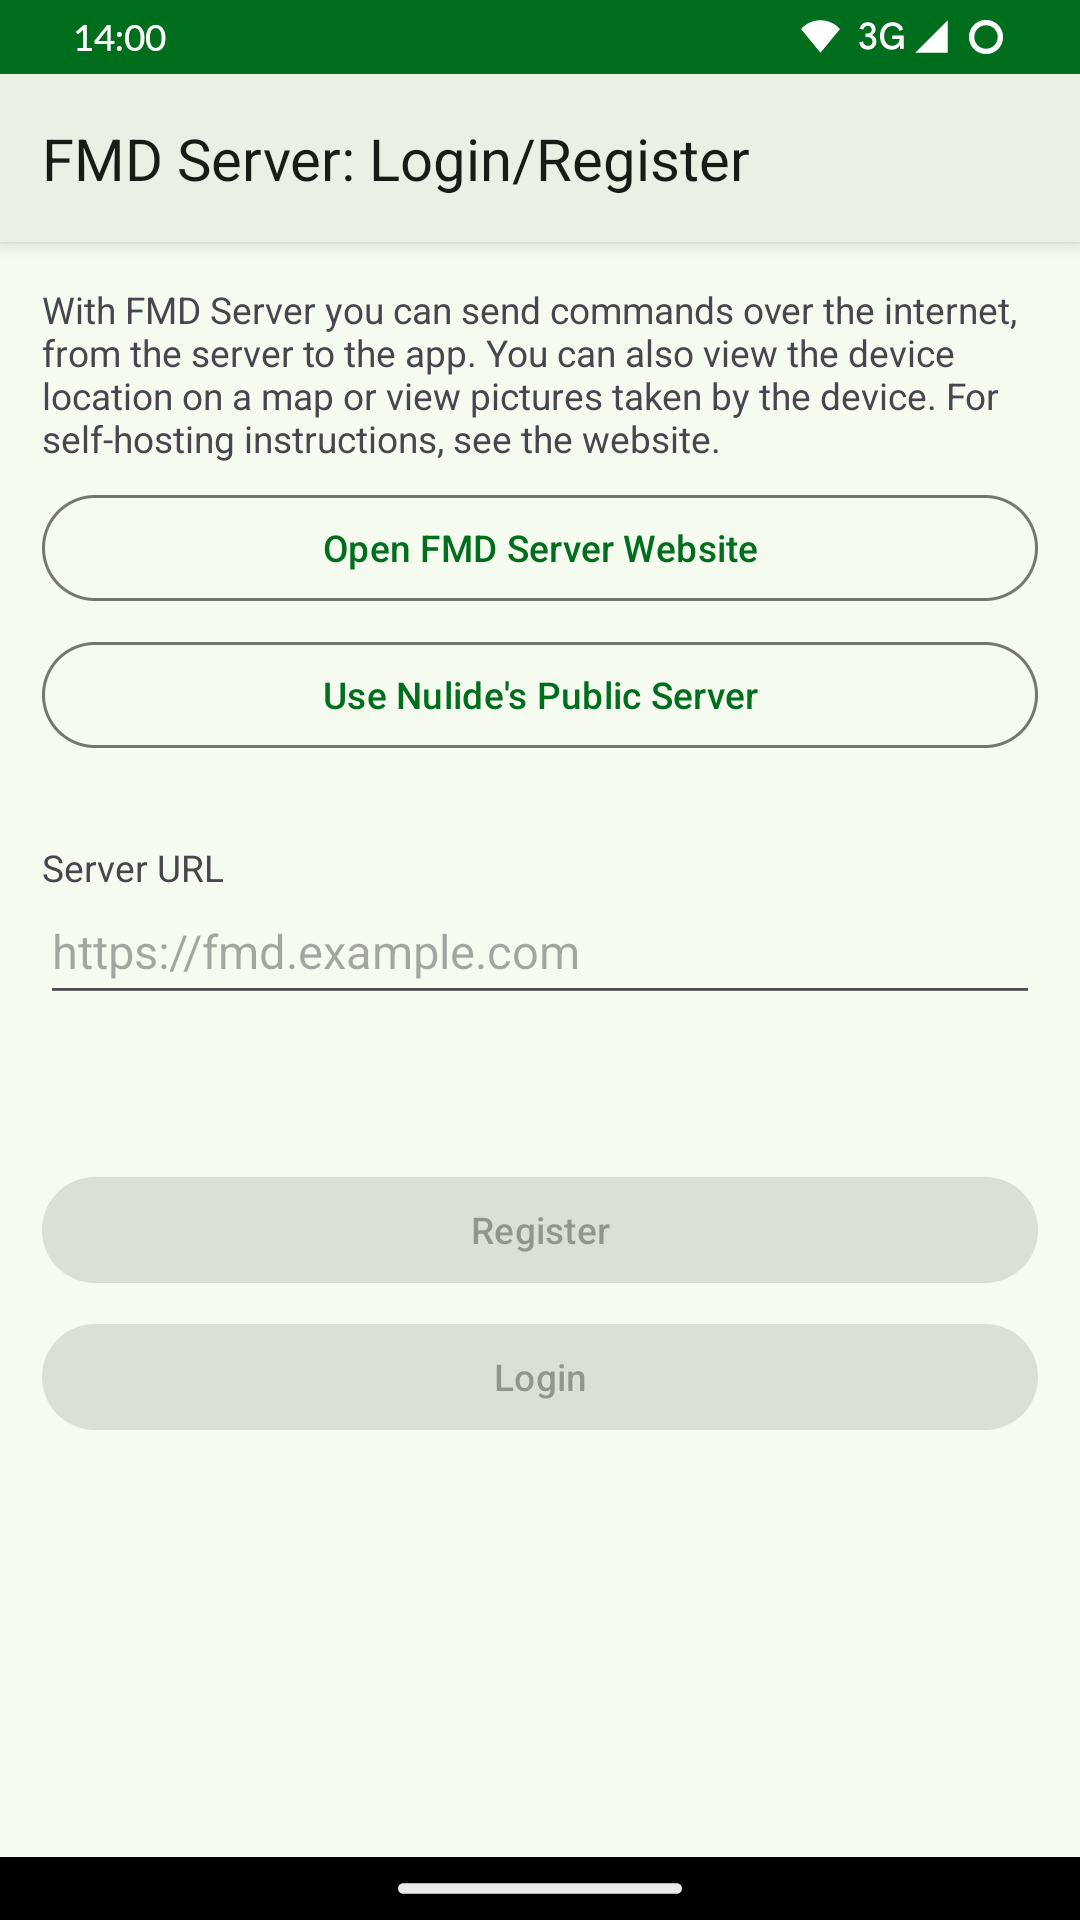 14:00
3G
FMD Server: Login/Register
With FMD Server you can send commands over the internet,
from the server to the app. You can also view the device
location on a map or view pictures taken by the device. For
self-hosting instructions, see the website.
Open FMD Server Website
Use Nulide's Public Server
Server URL
https://fmd.example.com
Register
Login